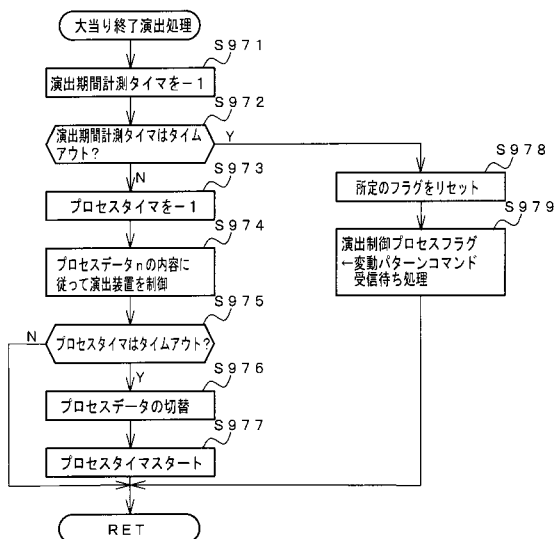 大当り終了演出処理
S971
演出期間計測タイマを−1
S972
演出期間計測タイマはタイム
アウト?
Y
N
S973
プロセスタイマを−1
S974
プロセスデータnの内容に
従って演出装置を制御
S975
プロセスタイマはタイムアウト?
N
Y
S976
プロセスデータの切替
S977
プロセスタイマスタート
S978
所定のフラグをリセット
S979
演出制御プロセスフラグ
←変動パターンコマンド
受信待ち処理
RET